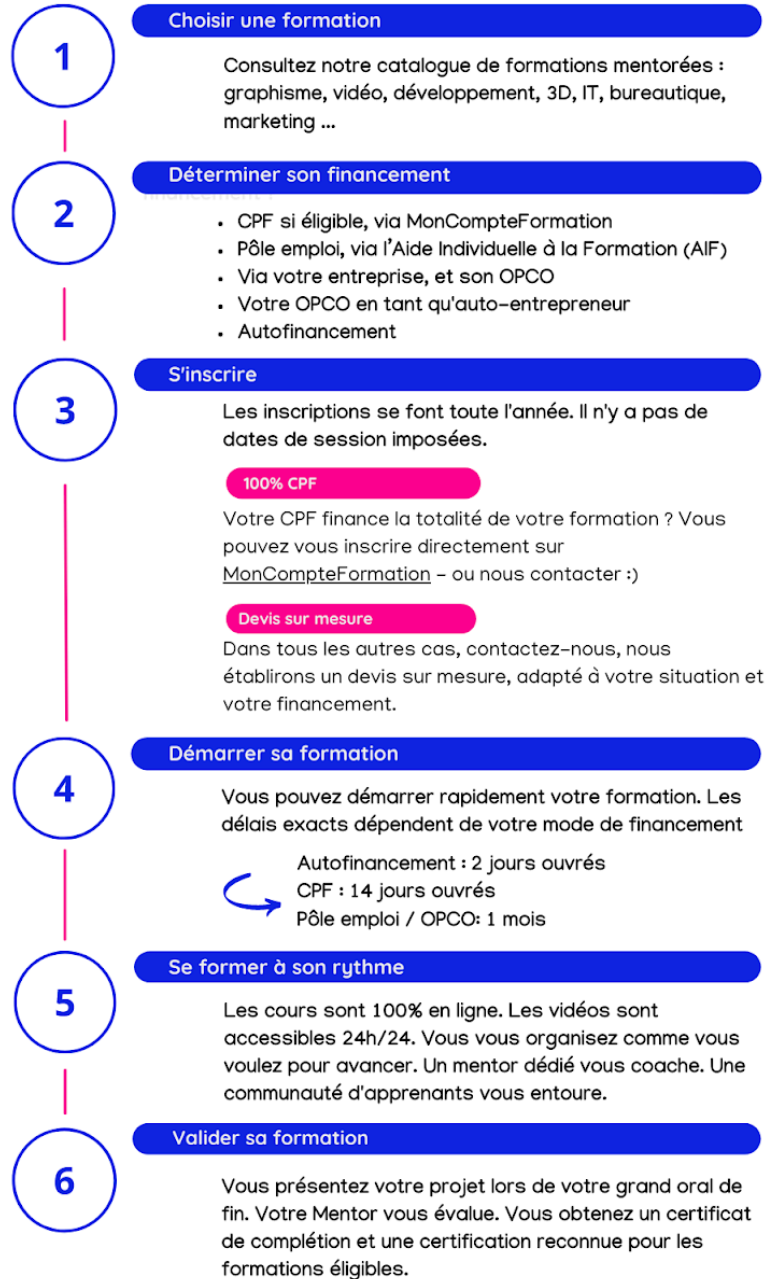 1
Choisir une formation
Consultez notre catalogue de formations mentorées :
graphisme, vidéo, développement, 3D, IT, bureautique,
marketing ...
2
Déterminer son financement
financement ?
• CPF si éligible, via MonCompteFormation
• Pôle emploi, via l'Aide Individuelle à la Formation (AIF)
• Via votre entreprise, et son OPCO
• Votre OPCO en tant qu'auto-entrepreneur
• Autofinancement
3
S'inscrire
Les inscriptions se font toute l'année. Il n'y a pas de
dates de session imposées.
100% CPF
Votre CPF finance la totalité de votre formation ? Vous
pouvez vous inscrire directement sur
MonCompteFormation - ou nous contacter :)
Devis sur mesure
Dans tous les autres cas, contactez-nous, nous
établirons un devis sur mesure, adapté à votre situation et
votre financement.
4
Démarrer sa formation
Vous pouvez démarrer rapidement votre formation. Les
délais exacts dépendent de votre mode de financement
Autofinancement : 2 jours ouvrés
CPF : 14 jours ouvrés
Pôle emploi / OPCO: 1 mois
5
Se former à son rythme
Les cours sont 100% en ligne. Les vidéos sont
accessibles 24h/24. Vous vous organisez comme vous
voulez pour avancer. Un mentor dédié vous coache. Une
communauté d'apprenants vous entoure.
6
Valider sa formation
Vous présentez votre projet lors de votre grand oral de
fin. Votre Mentor vous évalue. Vous obtenez un certificat
de complétion et une certification reconnue pour les
formations éligibles.